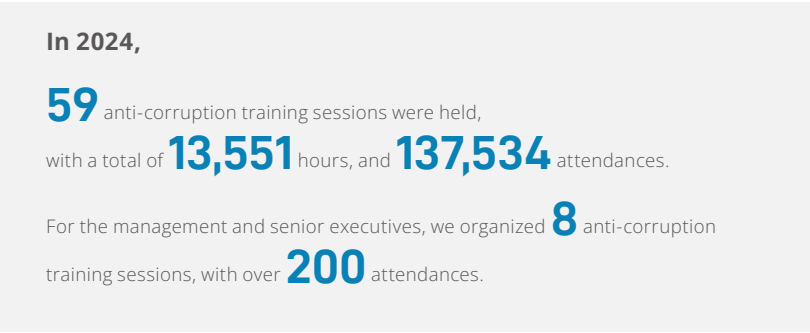 In 2024,
59 anti-corruption training sessions were held,
with a total of 13,551 hours, and 137,534 attendances.
For the management and senior executives, we organized 8 anti-corruption
training sessions, with over 200 attendances.